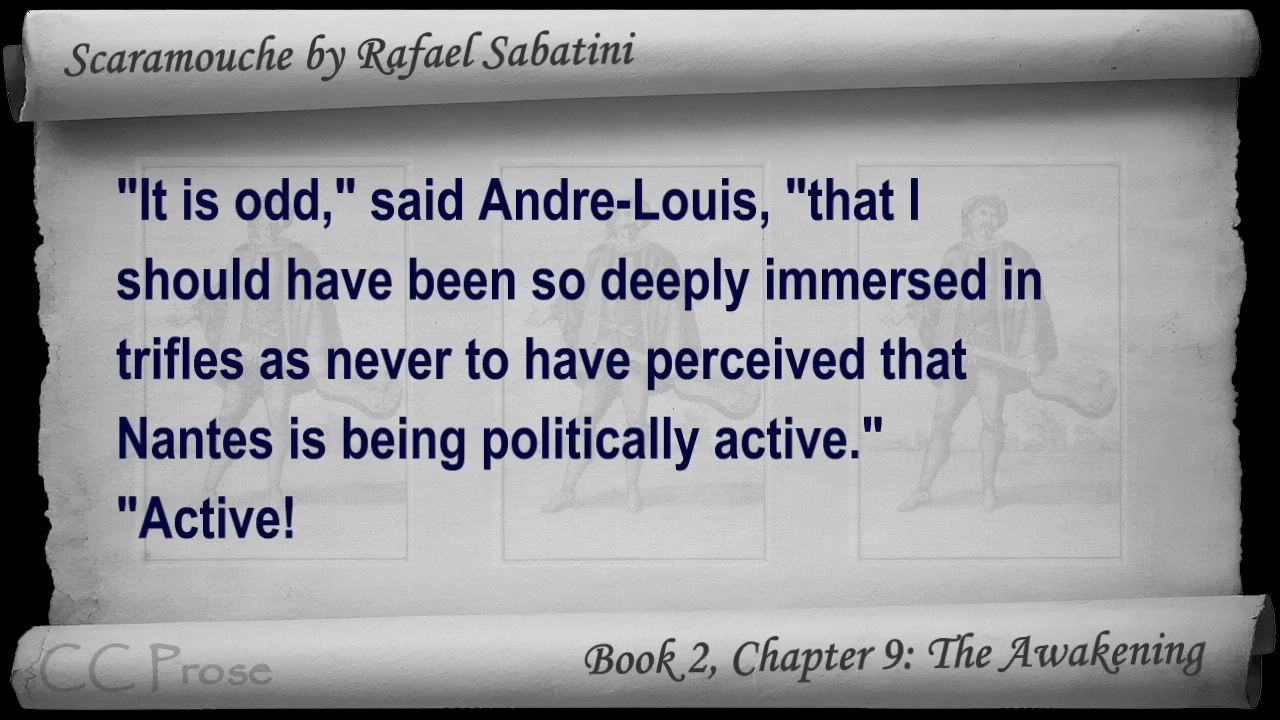 Scaramouche by Rafael Sabatini
"It is odd," said Andre-Louis, "that I
should have been so deeply immersed in
trifles as never to have perceived that
Nantes is being politically active."
"Active!
CC Prose
Book 2, Chapter 9: The Awakening